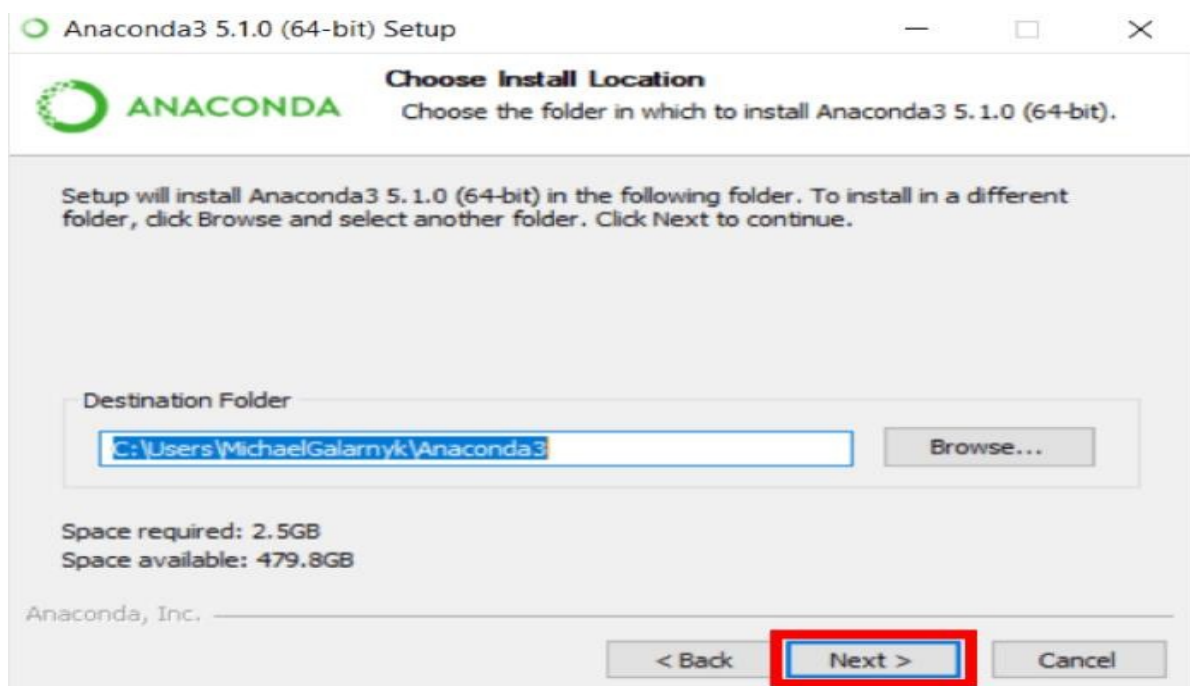 Anaconda3 5.1.0 (64-bit) Setup
ANACONDA
Choose Install Location
Choose the folder in which to install Anaconda3 5.1.0 (64-bit).
Setup will install Anaconda3 5.1.0 (64-bit) in the following folder. To install in a different
folder, click Browse and select another folder. Click Next to continue.
Destination Folder
C:\Users\MichaelGalarnyk\Anaconda3
Browse...
Space required: 2.5GB
Space available: 479.8GB
Anaconda, Inc.
< Back Next > Cancel